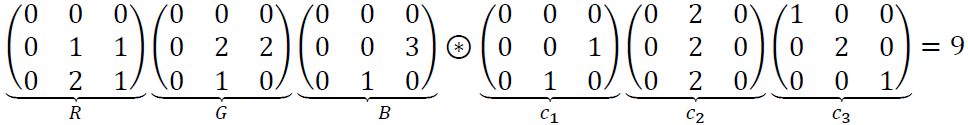 (0 0 0) (0 0 0) (0 0 0) ⊛ (0 0 0) (0 2 0) (1 0 0)
(0 1 1) (0 2 2) (0 0 3) (0 0 1) (0 2 0) (0 2 0) = 9
(0 2 1) (0 1 0) (0 1 0) (0 1 0) (0 2 0) (0 0 1)
R G B c₁ c₂ c₃